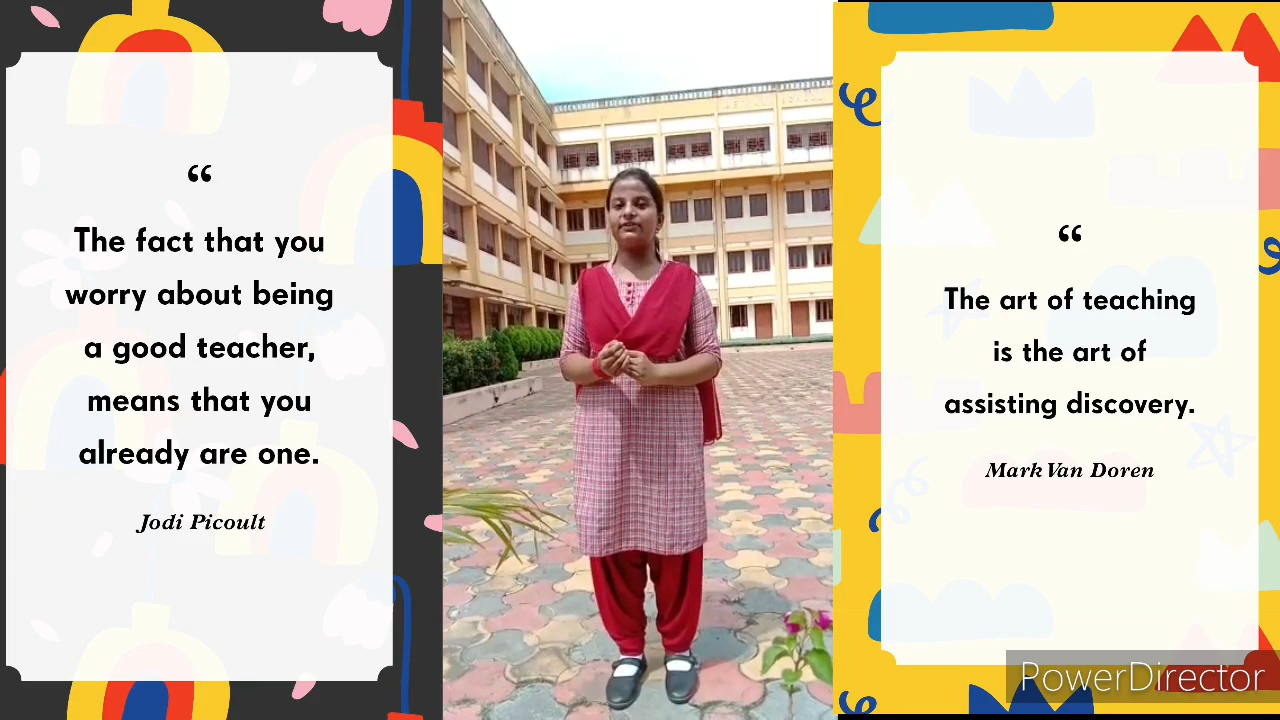 “
The fact that you
worry about being
a good teacher,
means that you
already are one.
Jodi Picoult
“
The art of teaching
is the art of
assisting discovery.
Mark Van Doren
PowerDirector